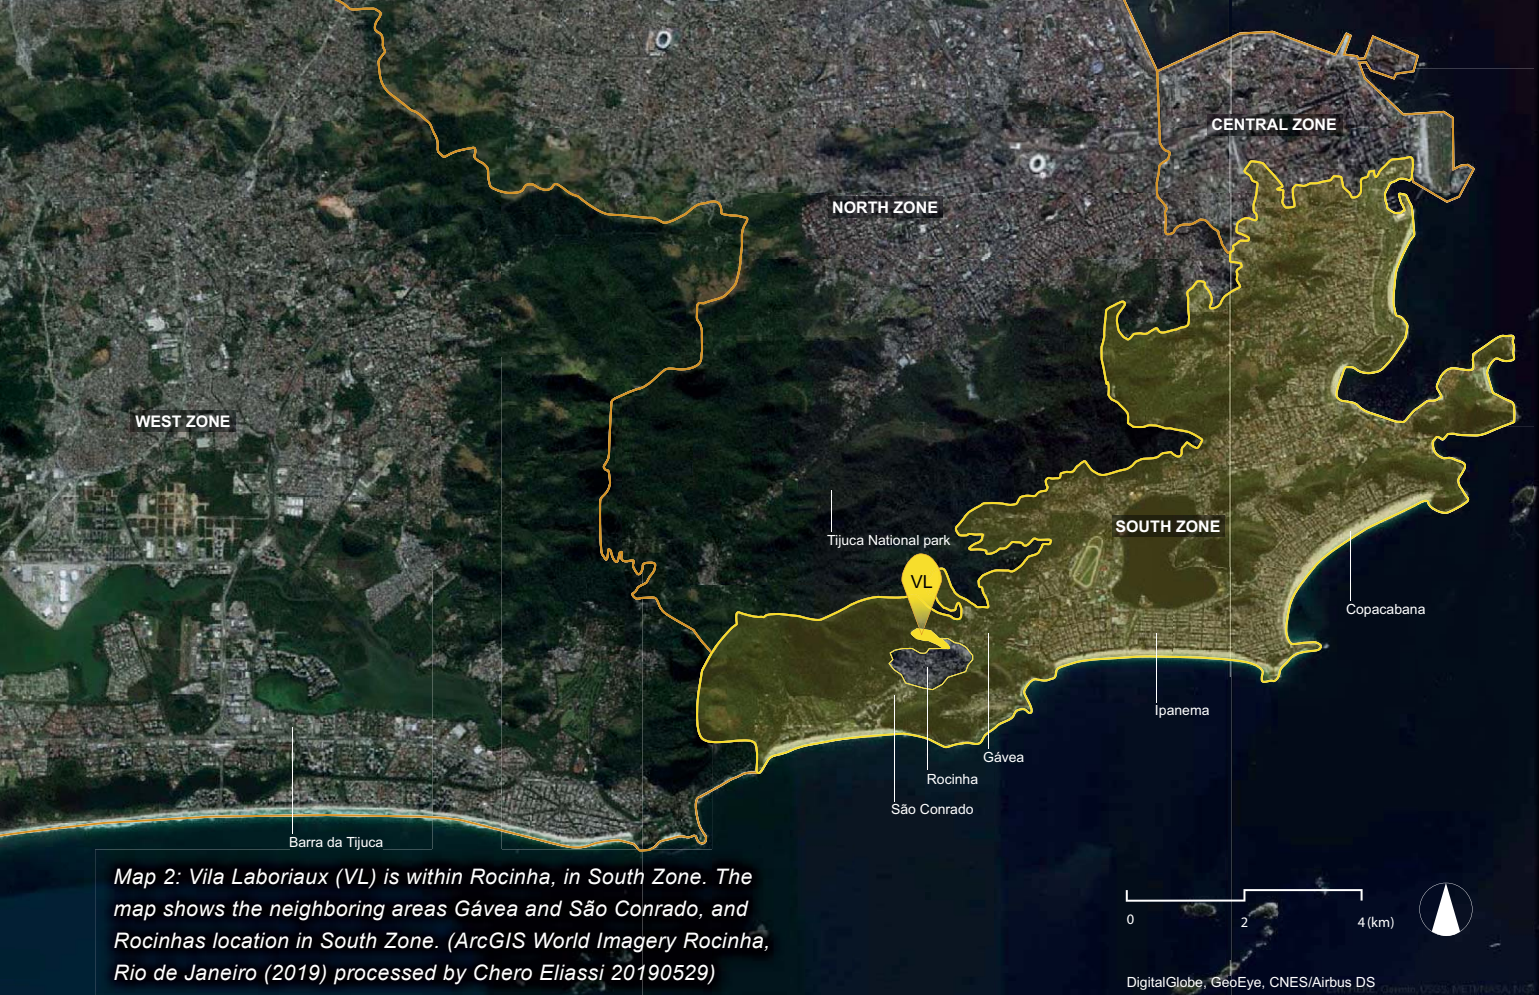 CENTRAL ZONE
NORTH ZONE
WEST ZONE
SOUTH ZONE
Tijuca National park
VL
Copacabana
Ipanema
Gávea
Rocinha
São Conrado
Barra da Tijuca
Map 2: Vila Laboriaux (VL) is within Rocinha, in South Zone. The
map shows the neighboring areas Gávea and São Conrado, and
Rocinhas location in South Zone. (ArcGIS World Imagery Rocinha,
Rio de Janeiro (2019) processed by Chero Eliassi 20190529)
0 2 4 (km)
DigitalGlobe, GeoEye, CNES/Airbus DS